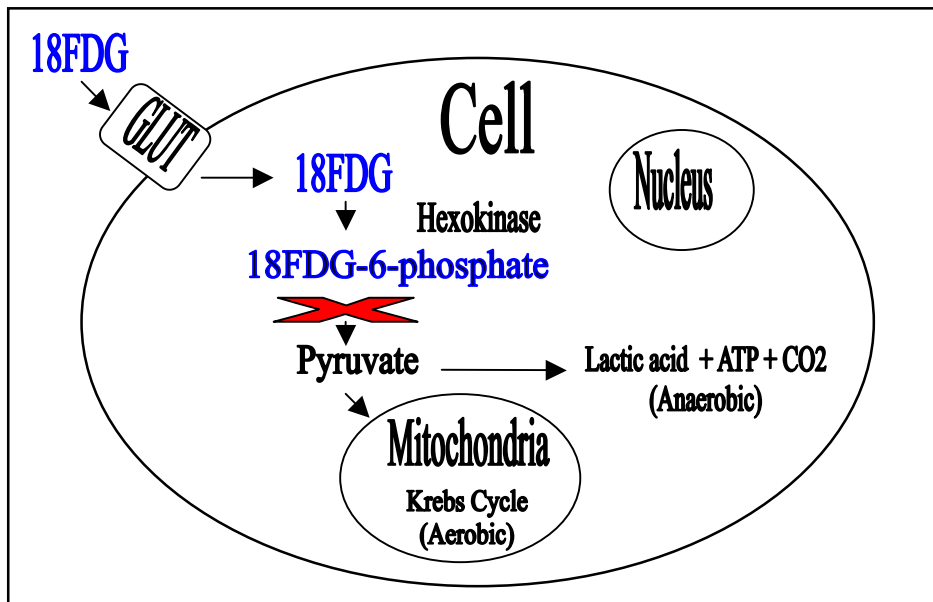 18FDG
GLUT
Cell
18FDG
Nucleus
Hexokinase
18FDG-6-phosphate
Pyruvate
Lactic acid + ATP + CO2
(Anaerobic)
Mitochondria
Krebs Cycle
(Aerobic)